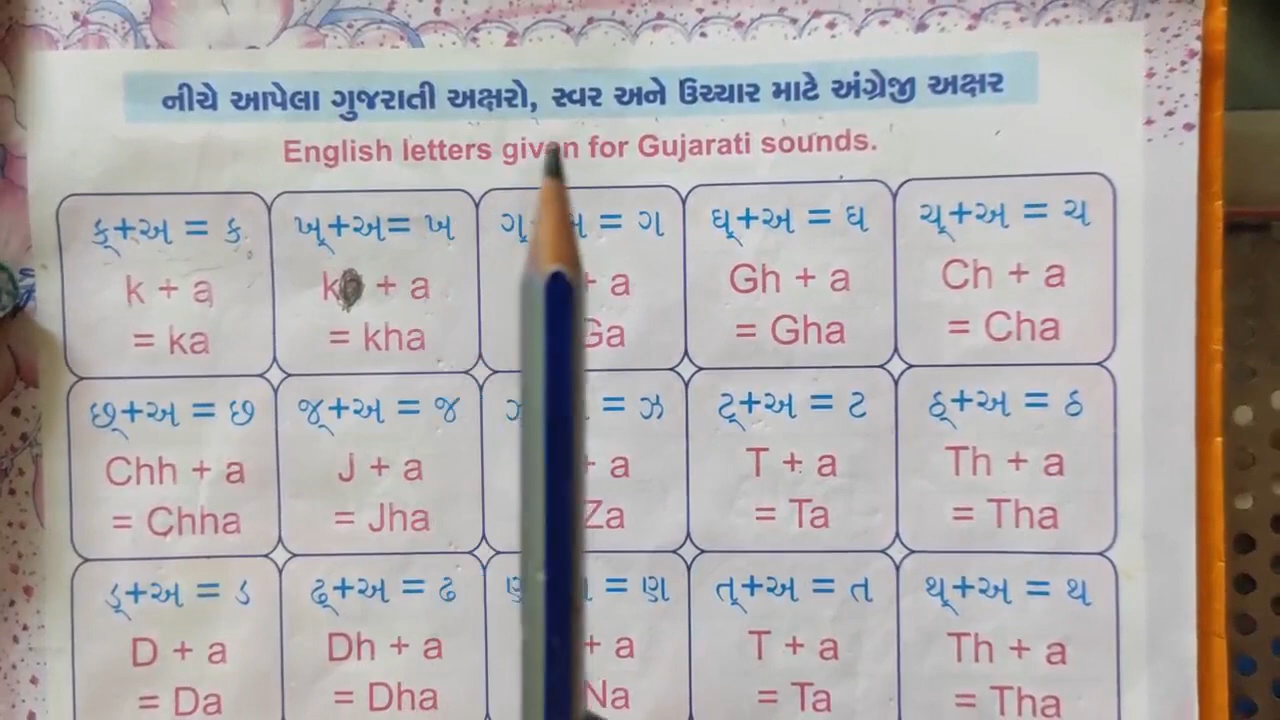 નીચે આપેલા ગુજરાતી અક્ષરો, સ્વર અને ઉચ્ચાર માટે અંગ્રેજી અક્ષર
English letters given for Gujarati sounds.
ક્+અ = ક
ખ્+અ= ખ
= ગ
ઘ્+અ = ઘ
ચ્+અ = ચ
k + a
k + a
+ a
Gh + a
Ch + a
= ka
= kha
Ga
= Gha
= Cha
છ્+અ = છ
જ્+અ = જ
= ઝ
ટ્+અ = ટ
ઠ્+અ = ઠ
Chh + a
J + a
+ a
T + a
Th + a
= Chha
= Jha
Za
= Ta
= Tha
ડ્+અ = ડ
ઢ્+અ = ઢ
= ણ
ત્+અ = ત
થ્+અ = થ
D + a
Dh + a
+ a
T + a
Th + a
= Da
= Dha
Na
= Ta
= Tha